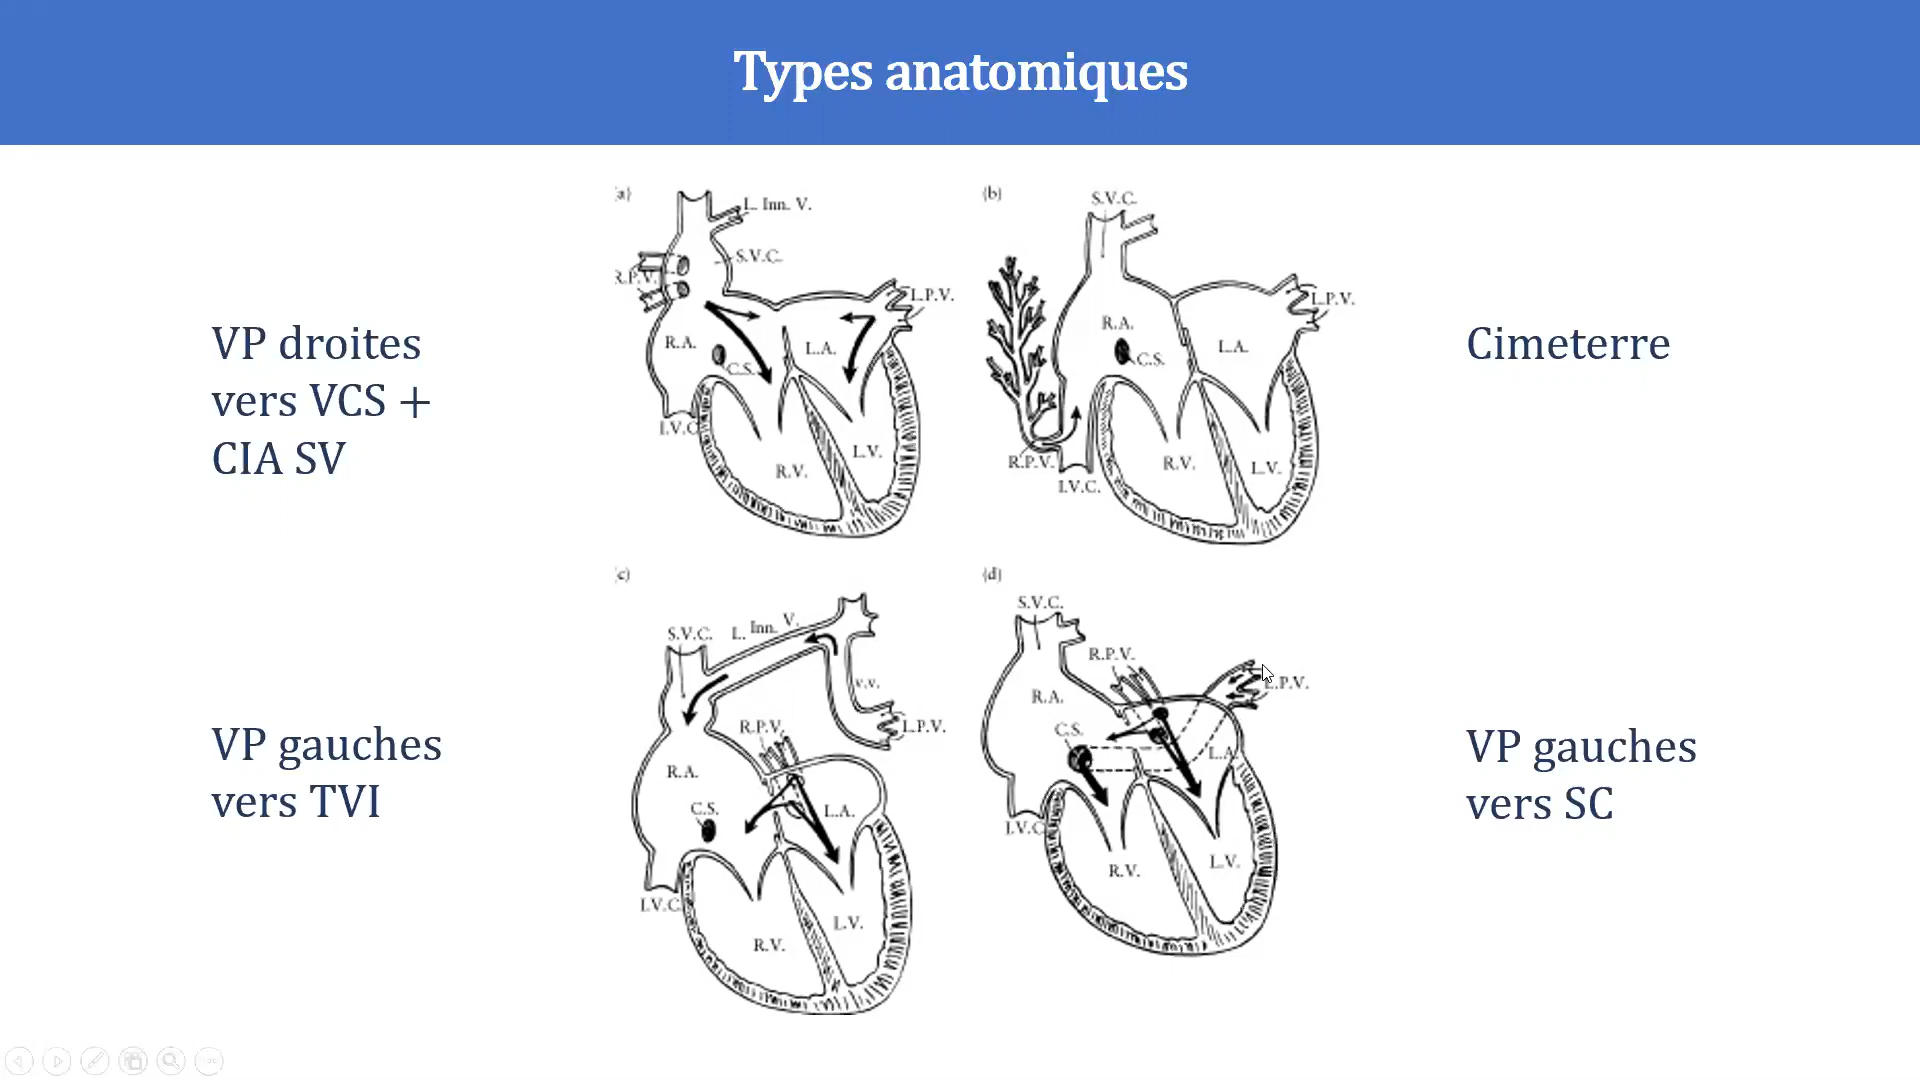 Types anatomiques
VP droites
vers VCS +
CIA SV
(a)
L. Inn. V.
S.V.C.
R.P.V.
L.P.V.
R.A.
L.A.
C.S.
I.V.C
L.V.
R.V.
(b)
S.V.C.
L.P.V.
R.A.
L.A.
C.S.
R.P.V.
R.V.
L.V.
I.V.C.
Cimeterre
VP gauches
vers TVI
(c)
S.V.C.
L. Inn. V.
v.v.
R.P.V.
L.P.V.
R.A.
C.S.
L.A.
I.V.C.
L.V.
R.V.
(d)
S.V.C.
R.P.V.
L.P.V.
R.A.
C.S.
L.A.
I.V.C
L.V.
R.V.
VP gauches
vers SC